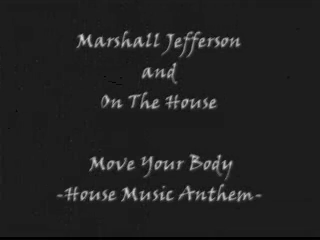 Marshall Jefferson
and
On The House
Move Your Body
-House Music Anthem-